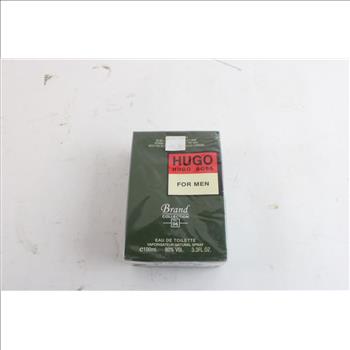 HUGO
HUGO BOSS
FOR MEN
Brand
COLLECTION
EAU DE TOILETTE
VAPORISATEUR NATURAL SPRAY
℮100ml. 80% VOL. 3.3FL.OZ.